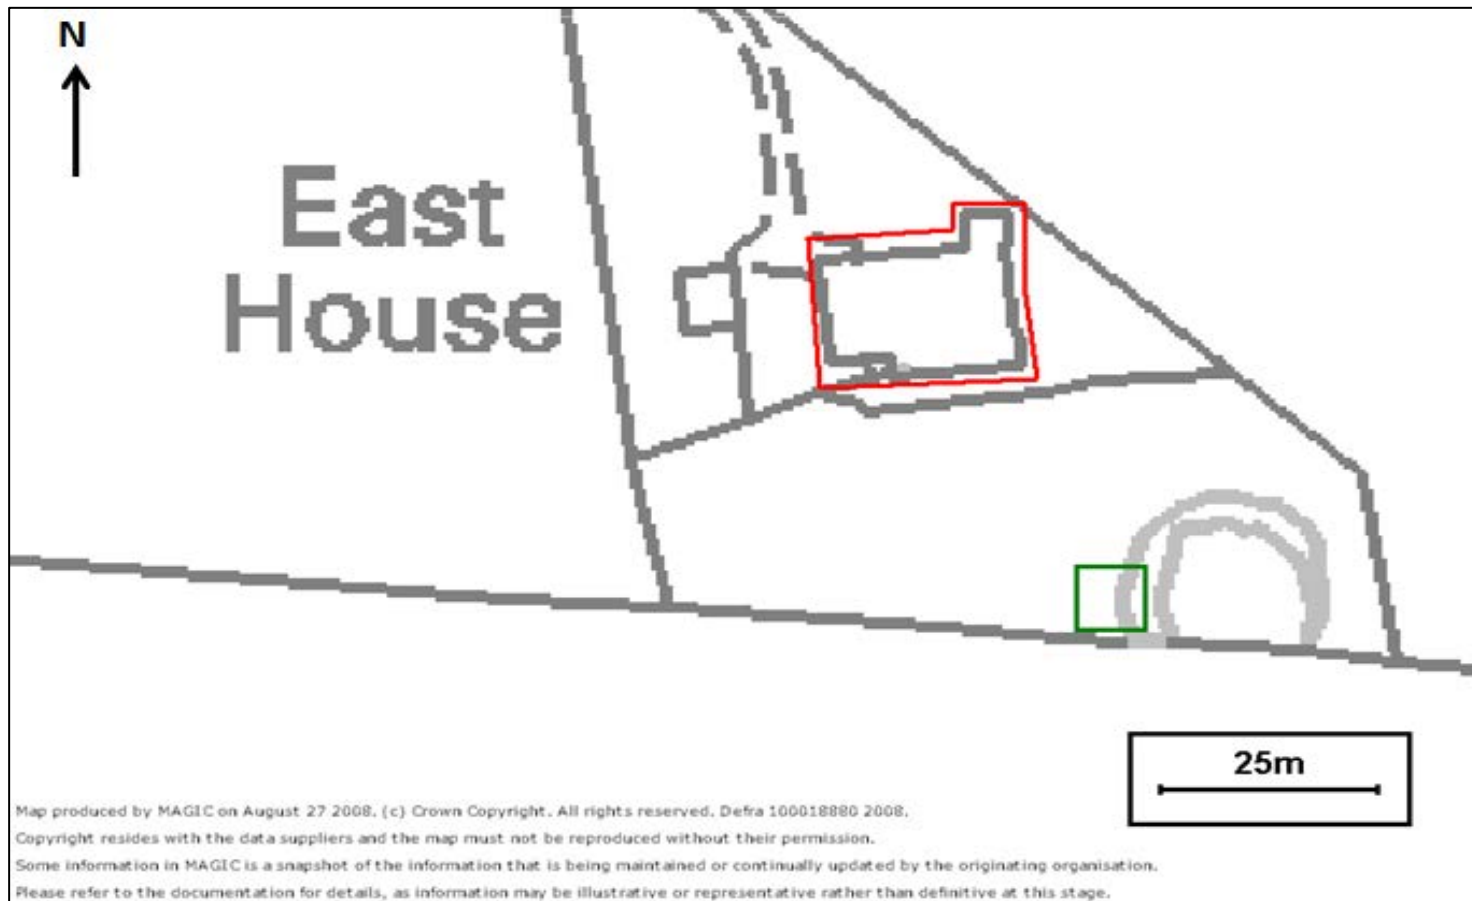 N
East
House
25m
Map produced by MAGIC on August 27 2008. (c) Crown Copyright. All rights reserved. Defra 100018880 2008.
Copyright resides with the data suppliers and the map must not be reproduced without their permission.
Some information in MAGIC is a snapshot of the information that is being maintained or continually updated by the originating organisation.
Please refer to the documentation for details, as information may be illustrative or representative rather than definitive at this stage.